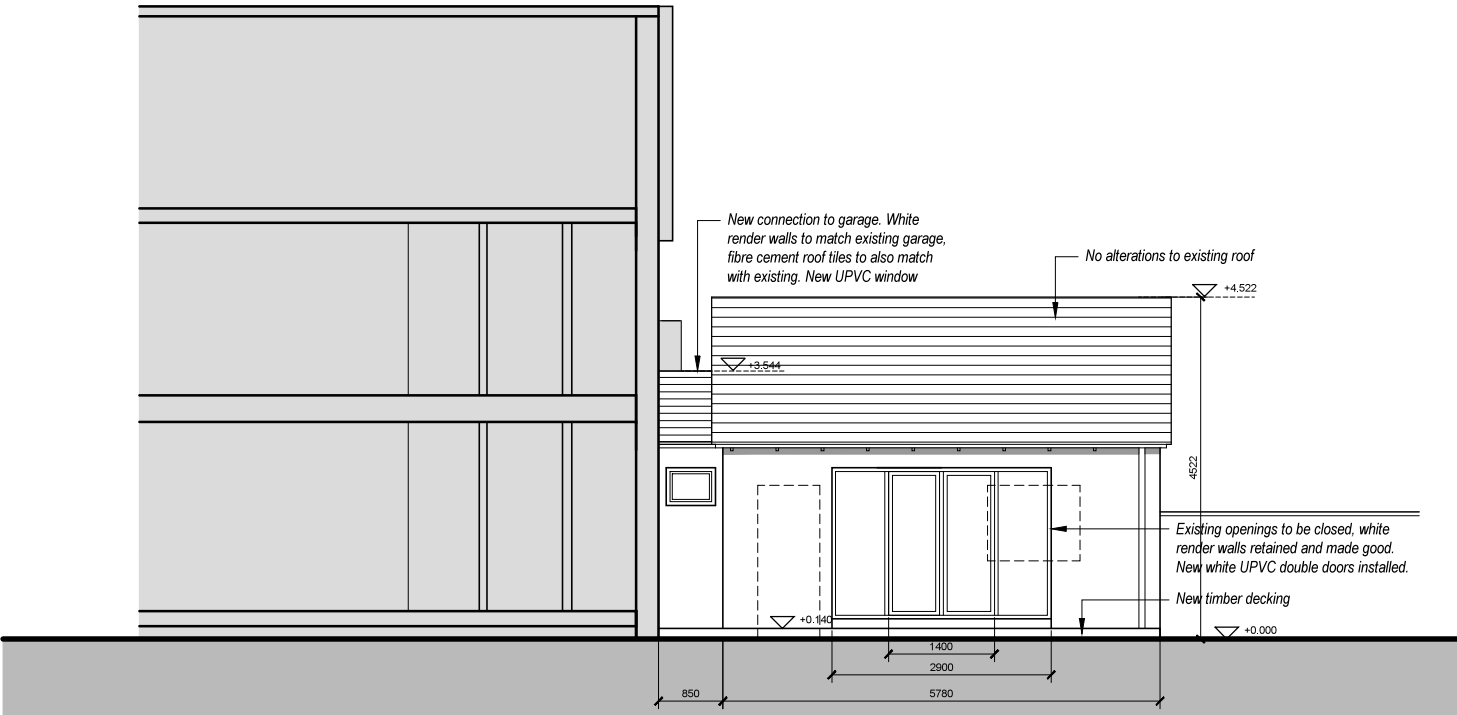 New connection to garage. White
render walls to match existing garage,
fibre cement roof tiles to also match
with existing. New UPVC window
No alterations to existing roof
+4.522
+3.544
4522
Existing openings to be closed, white
render walls retained and made good.
New white UPVC double doors installed.
New timber decking
+0.140
+0.000
1400
2900
850
5780